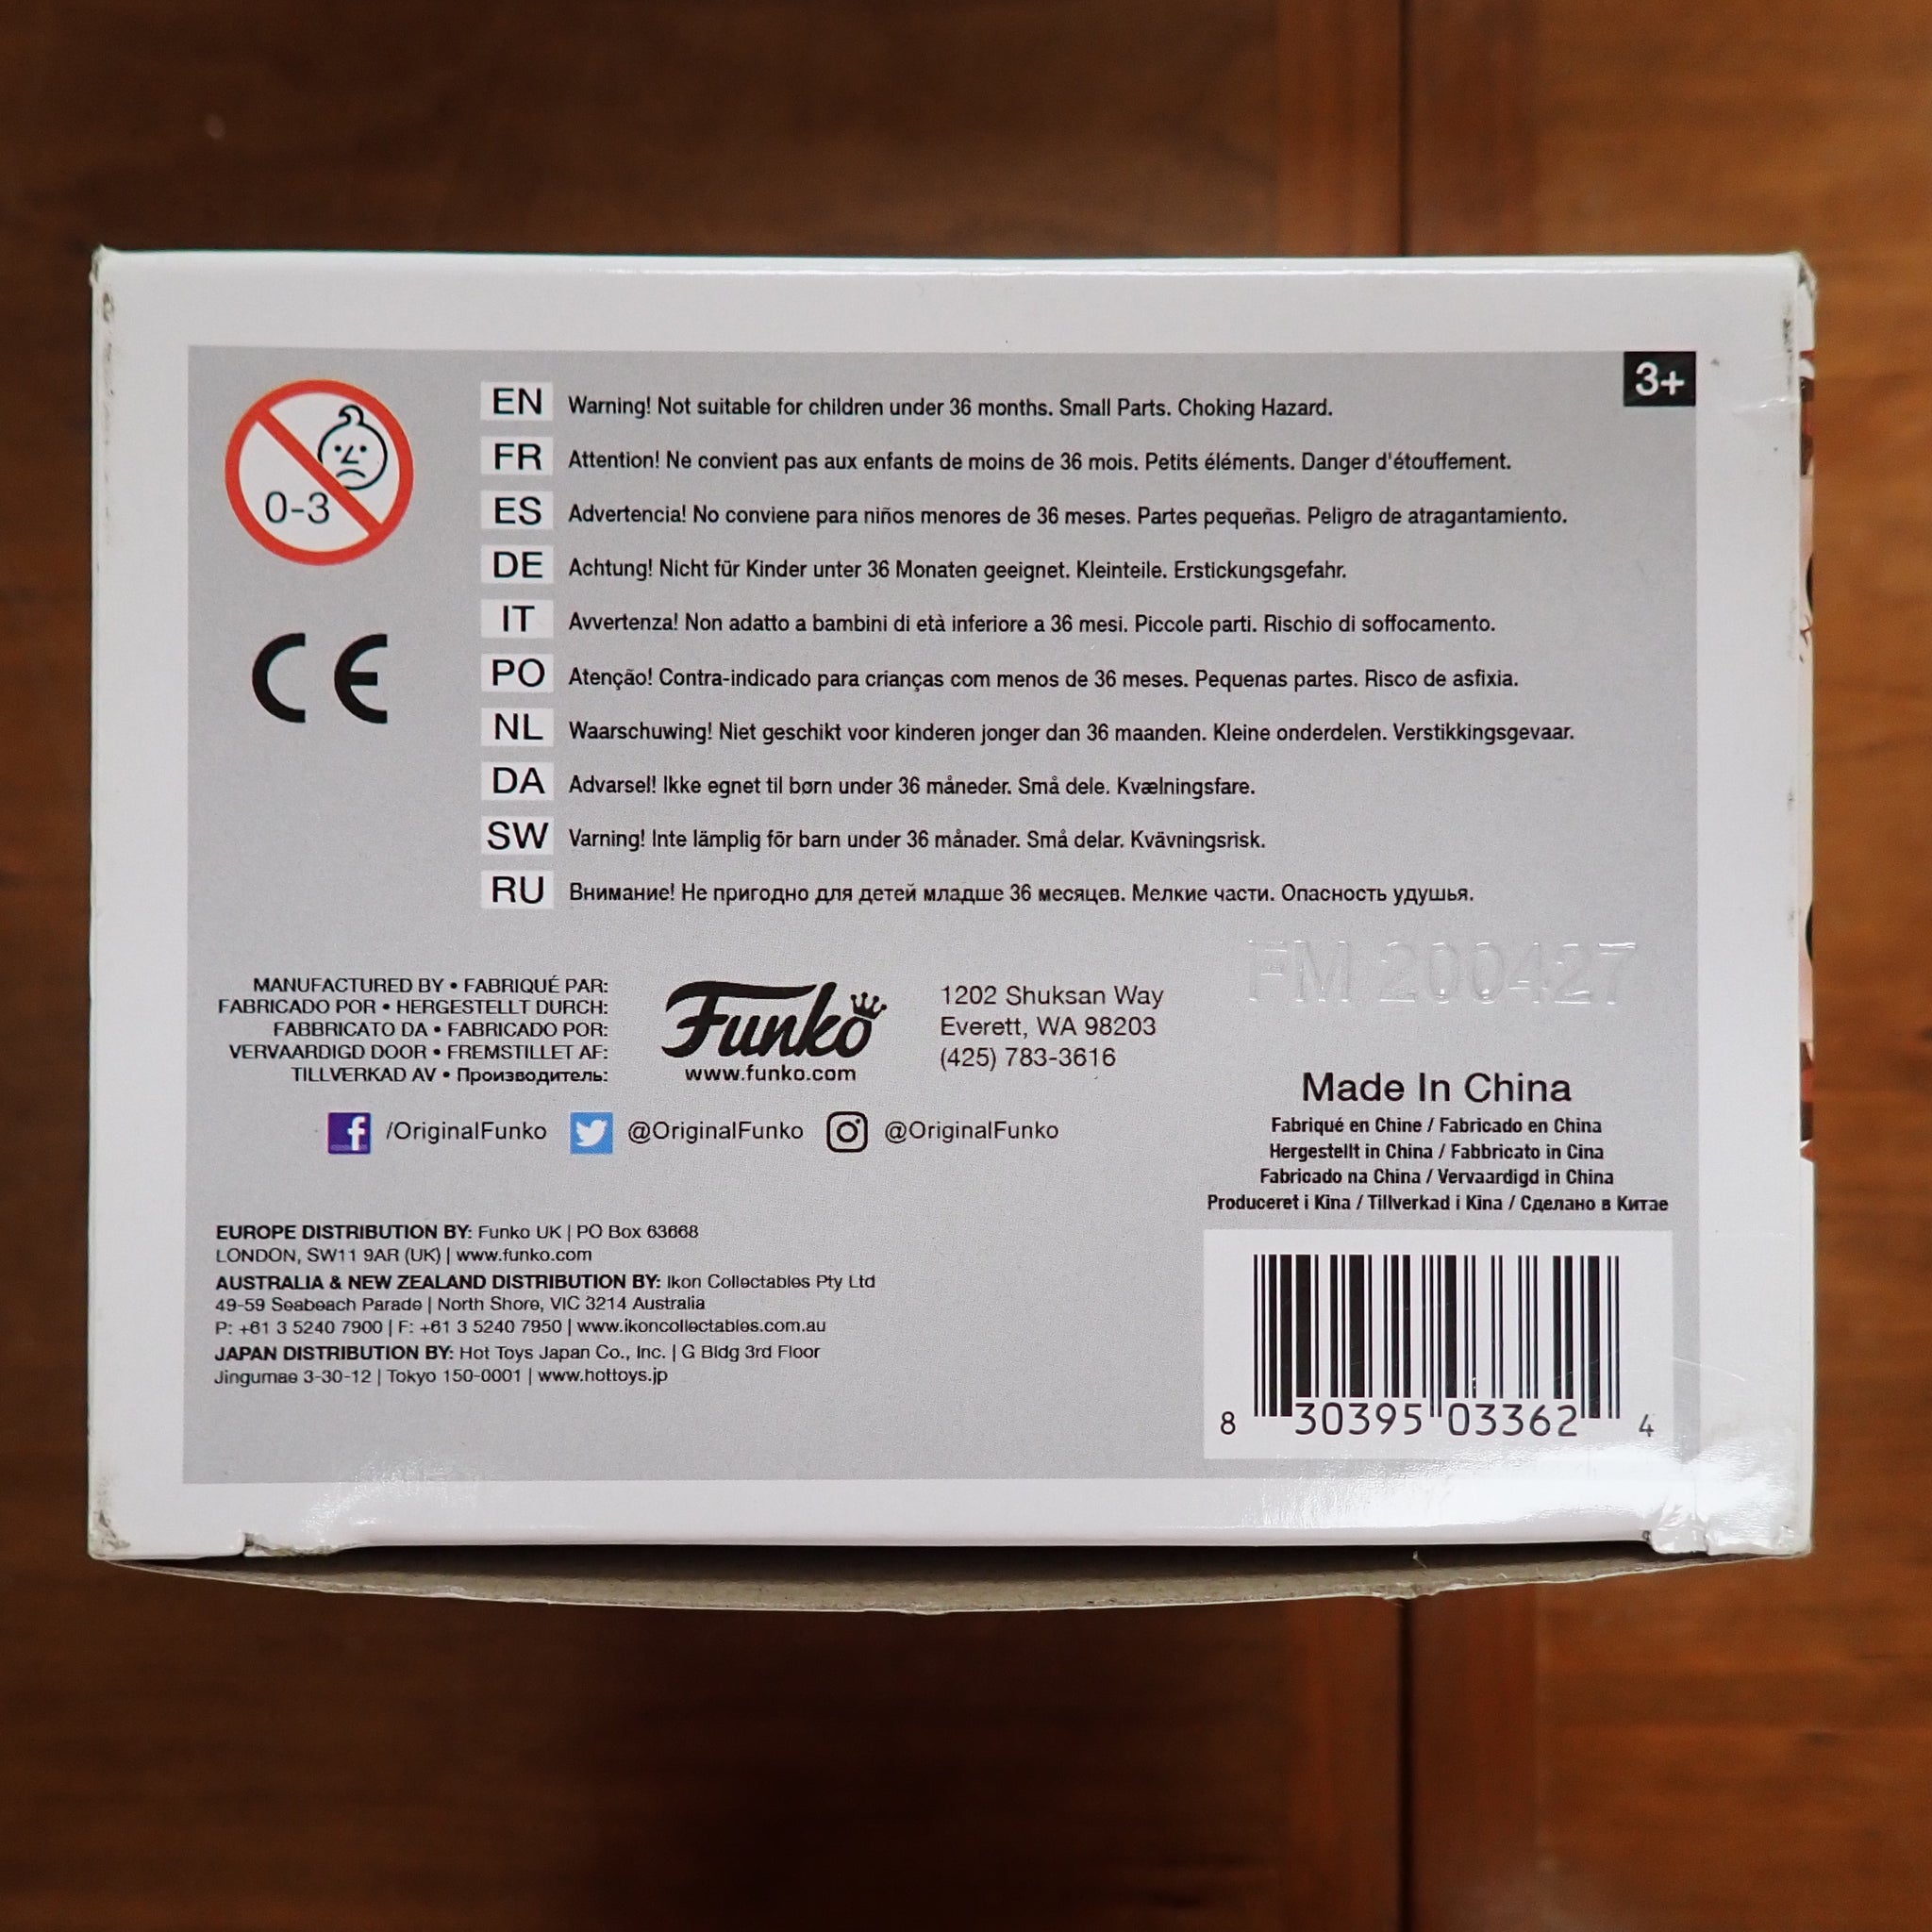 3+
0-3
EN Warning! Not suitable for children under 36 months. Small Parts. Choking Hazard.
FR Attention! Ne convient pas aux enfants de moins de 36 mois. Petits éléments. Danger d'étouffement.
ES Advertencia! No conviene para niños menores de 36 meses. Partes pequeñas. Peligro de atragantamiento.
DE Achtung! Nicht für Kinder unter 36 Monaten geeignet. Kleinteile. Erstickungsgefahr.
IT Avvertenza! Non adatto a bambini di età inferiore a 36 mesi. Piccole parti. Rischio di soffocamento.
PO Atenção! Contra-indicado para crianças com menos de 36 meses. Pequenas partes. Risco de asfixia.
NL Waarschuwing! Niet geschikt voor kinderen jonger dan 36 maanden. Kleine onderdelen. Verstikkingsgevaar.
DA Advarsel! Ikke egnet til børn under 36 måneder. Små dele. Kvælningsfare.
SW Varning! Inte lämplig för barn under 36 månader. Små delar. Kvävningsrisk.
RU Внимание! Не пригодно для детей младше 36 месяцев. Мелкие части. Опасность удушья.
CE
FM 200427
MANUFACTURED BY • FABRIQUÉ PAR:
FABRICADO POR • HERGESTELLT DURCH:
FABBRICATO DA • FABRICADO POR:
VERVAARDIGD DOOR • FREMSTILLET AF:
TILLVERKAD AV • Производитель:
Funko
www.funko.com
1202 Shuksan Way
Everett, WA 98203
(425) 783-3616
/OriginalFunko @OriginalFunko @OriginalFunko
Made In China
Fabriqué en Chine / Fabricado en China
Hergestellt in China / Fabbricato in Cina
Fabricado na China / Vervaardigd in China
Produceret i Kina / Tillverkad i Kina / Сделано в Китае
EUROPE DISTRIBUTION BY: Funko UK | PO Box 63668
LONDON, SW11 9AR (UK) | www.funko.com
AUSTRALIA & NEW ZEALAND DISTRIBUTION BY: Ikon Collectables Pty Ltd
49-59 Seabeach Parade | North Shore, VIC 3214 Australia
P: +61 3 5240 7900 | F: +61 3 5240 7950 | www.ikoncollectables.com.au
JAPAN DISTRIBUTION BY: Hot Toys Japan Co., Inc. | G Bldg 3rd Floor
Jingumae 3-30-12 | Tokyo 150-0001 | www.hottoys.jp
8 30395 03362 4